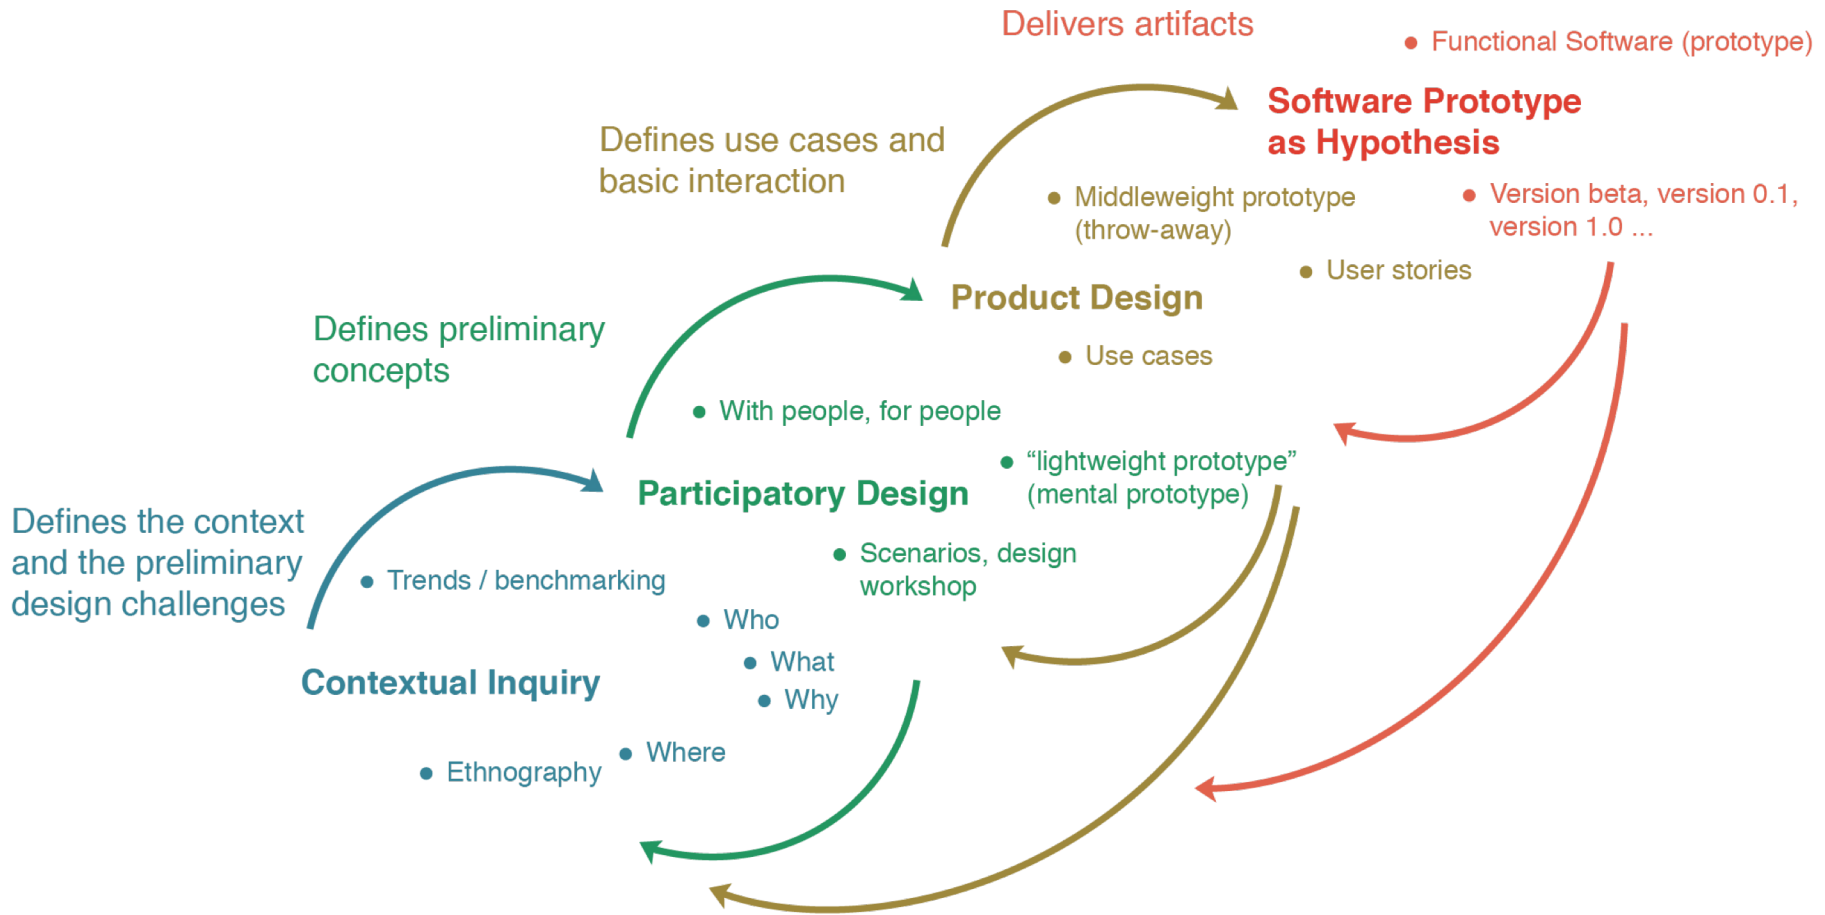 Delivers artifacts
• Functional Software (prototype)
Software Prototype
as Hypothesis
• Version beta, version 0.1,
version 1.0 ...
Defines use cases and
basic interaction
• Middleweight prototype
(throw-away)
• User stories
Product Design
• Use cases
Defines preliminary
concepts
• With people, for people
• “lightweight prototype”
(mental prototype)
Participatory Design
• Scenarios, design
workshop
Defines the context
and the preliminary
design challenges
• Trends / benchmarking
• Who
• What
• Why
Contextual Inquiry
• Where
• Ethnography